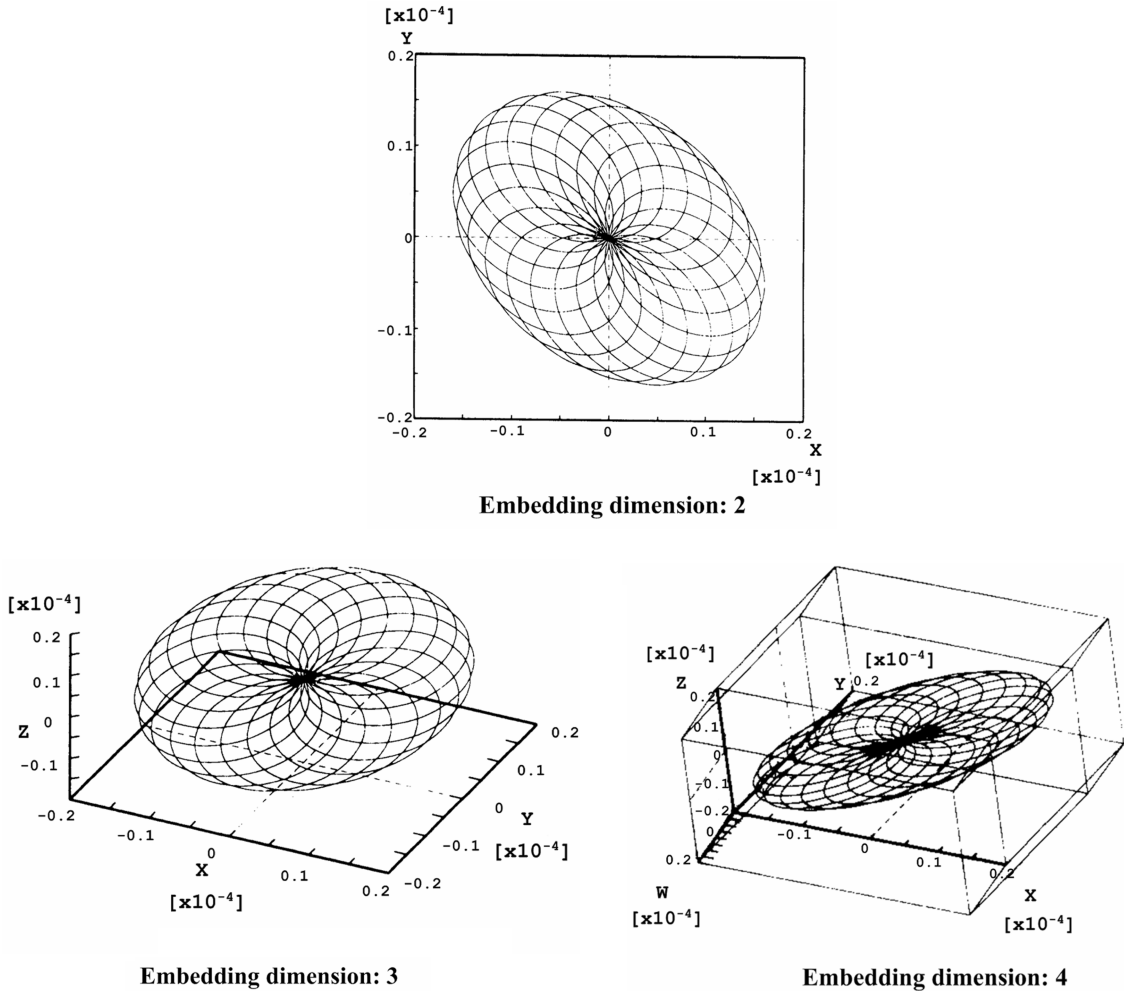 [x10⁻⁴]
Y
0.2
0.1
0
-0.1
-0.2
-0.2 -0.1 0 0.1 0.2
X
[x10⁻⁴]
Embedding dimension: 2
[x10⁻⁴]
0.2
0.1
Z 0
-0.1
-0.2
-0.1
0
0.1
0.2
X
[x10⁻⁴]
0.2
0.1
0
-0.1
-0.2
Y
[x10⁻⁴]
Embedding dimension: 3
[x10⁻⁴]
Z
0.2
0.1
0
-0.1
-0.2
[x10⁻⁴]
Y 0.2
0
0.2
W
[x10⁻⁴]
-0.1
0
0.1
0.2
X
[x10⁻⁴]
Embedding dimension: 4